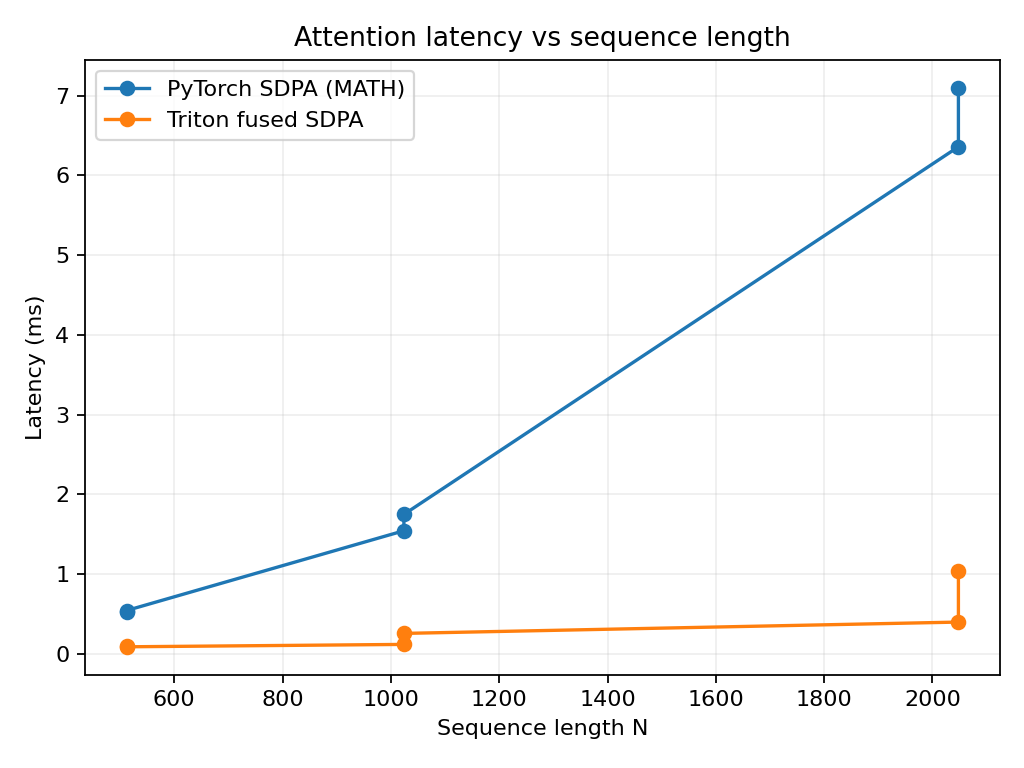 Attention latency vs sequence length
PyTorch SDPA (MATH)
Triton fused SDPA
Latency (ms)
7
6
5
4
3
2
1
0
600 800 1000 1200 1400 1600 1800 2000
Sequence length N